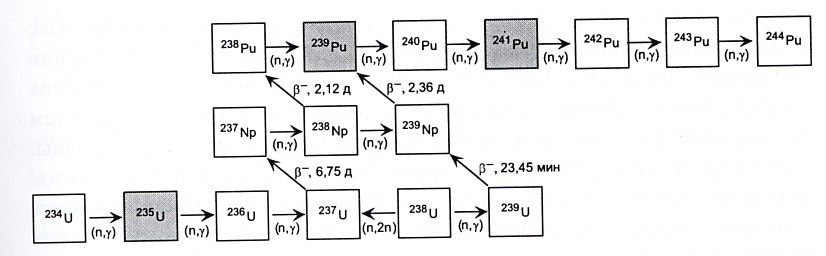 ²³⁸Pu ²³⁹Pu ²⁴⁰Pu ²⁴¹Pu ²⁴²Pu ²⁴³Pu ²⁴⁴Pu
(n,γ) (n,γ) (n,γ) (n,γ) (n,γ) (n,γ)
β⁻, 2,12 д β⁻, 2,36 д
²³⁷Np ²³⁸Np ²³⁹Np
(n,γ) (n,γ)
β⁻, 6,75 д β⁻, 23,45 мин
²³⁴U ²³⁵U ²³⁶U ²³⁷U ²³⁸U ²³⁹U
(n,γ) (n,γ) (n,γ) (n,2n) (n,γ)